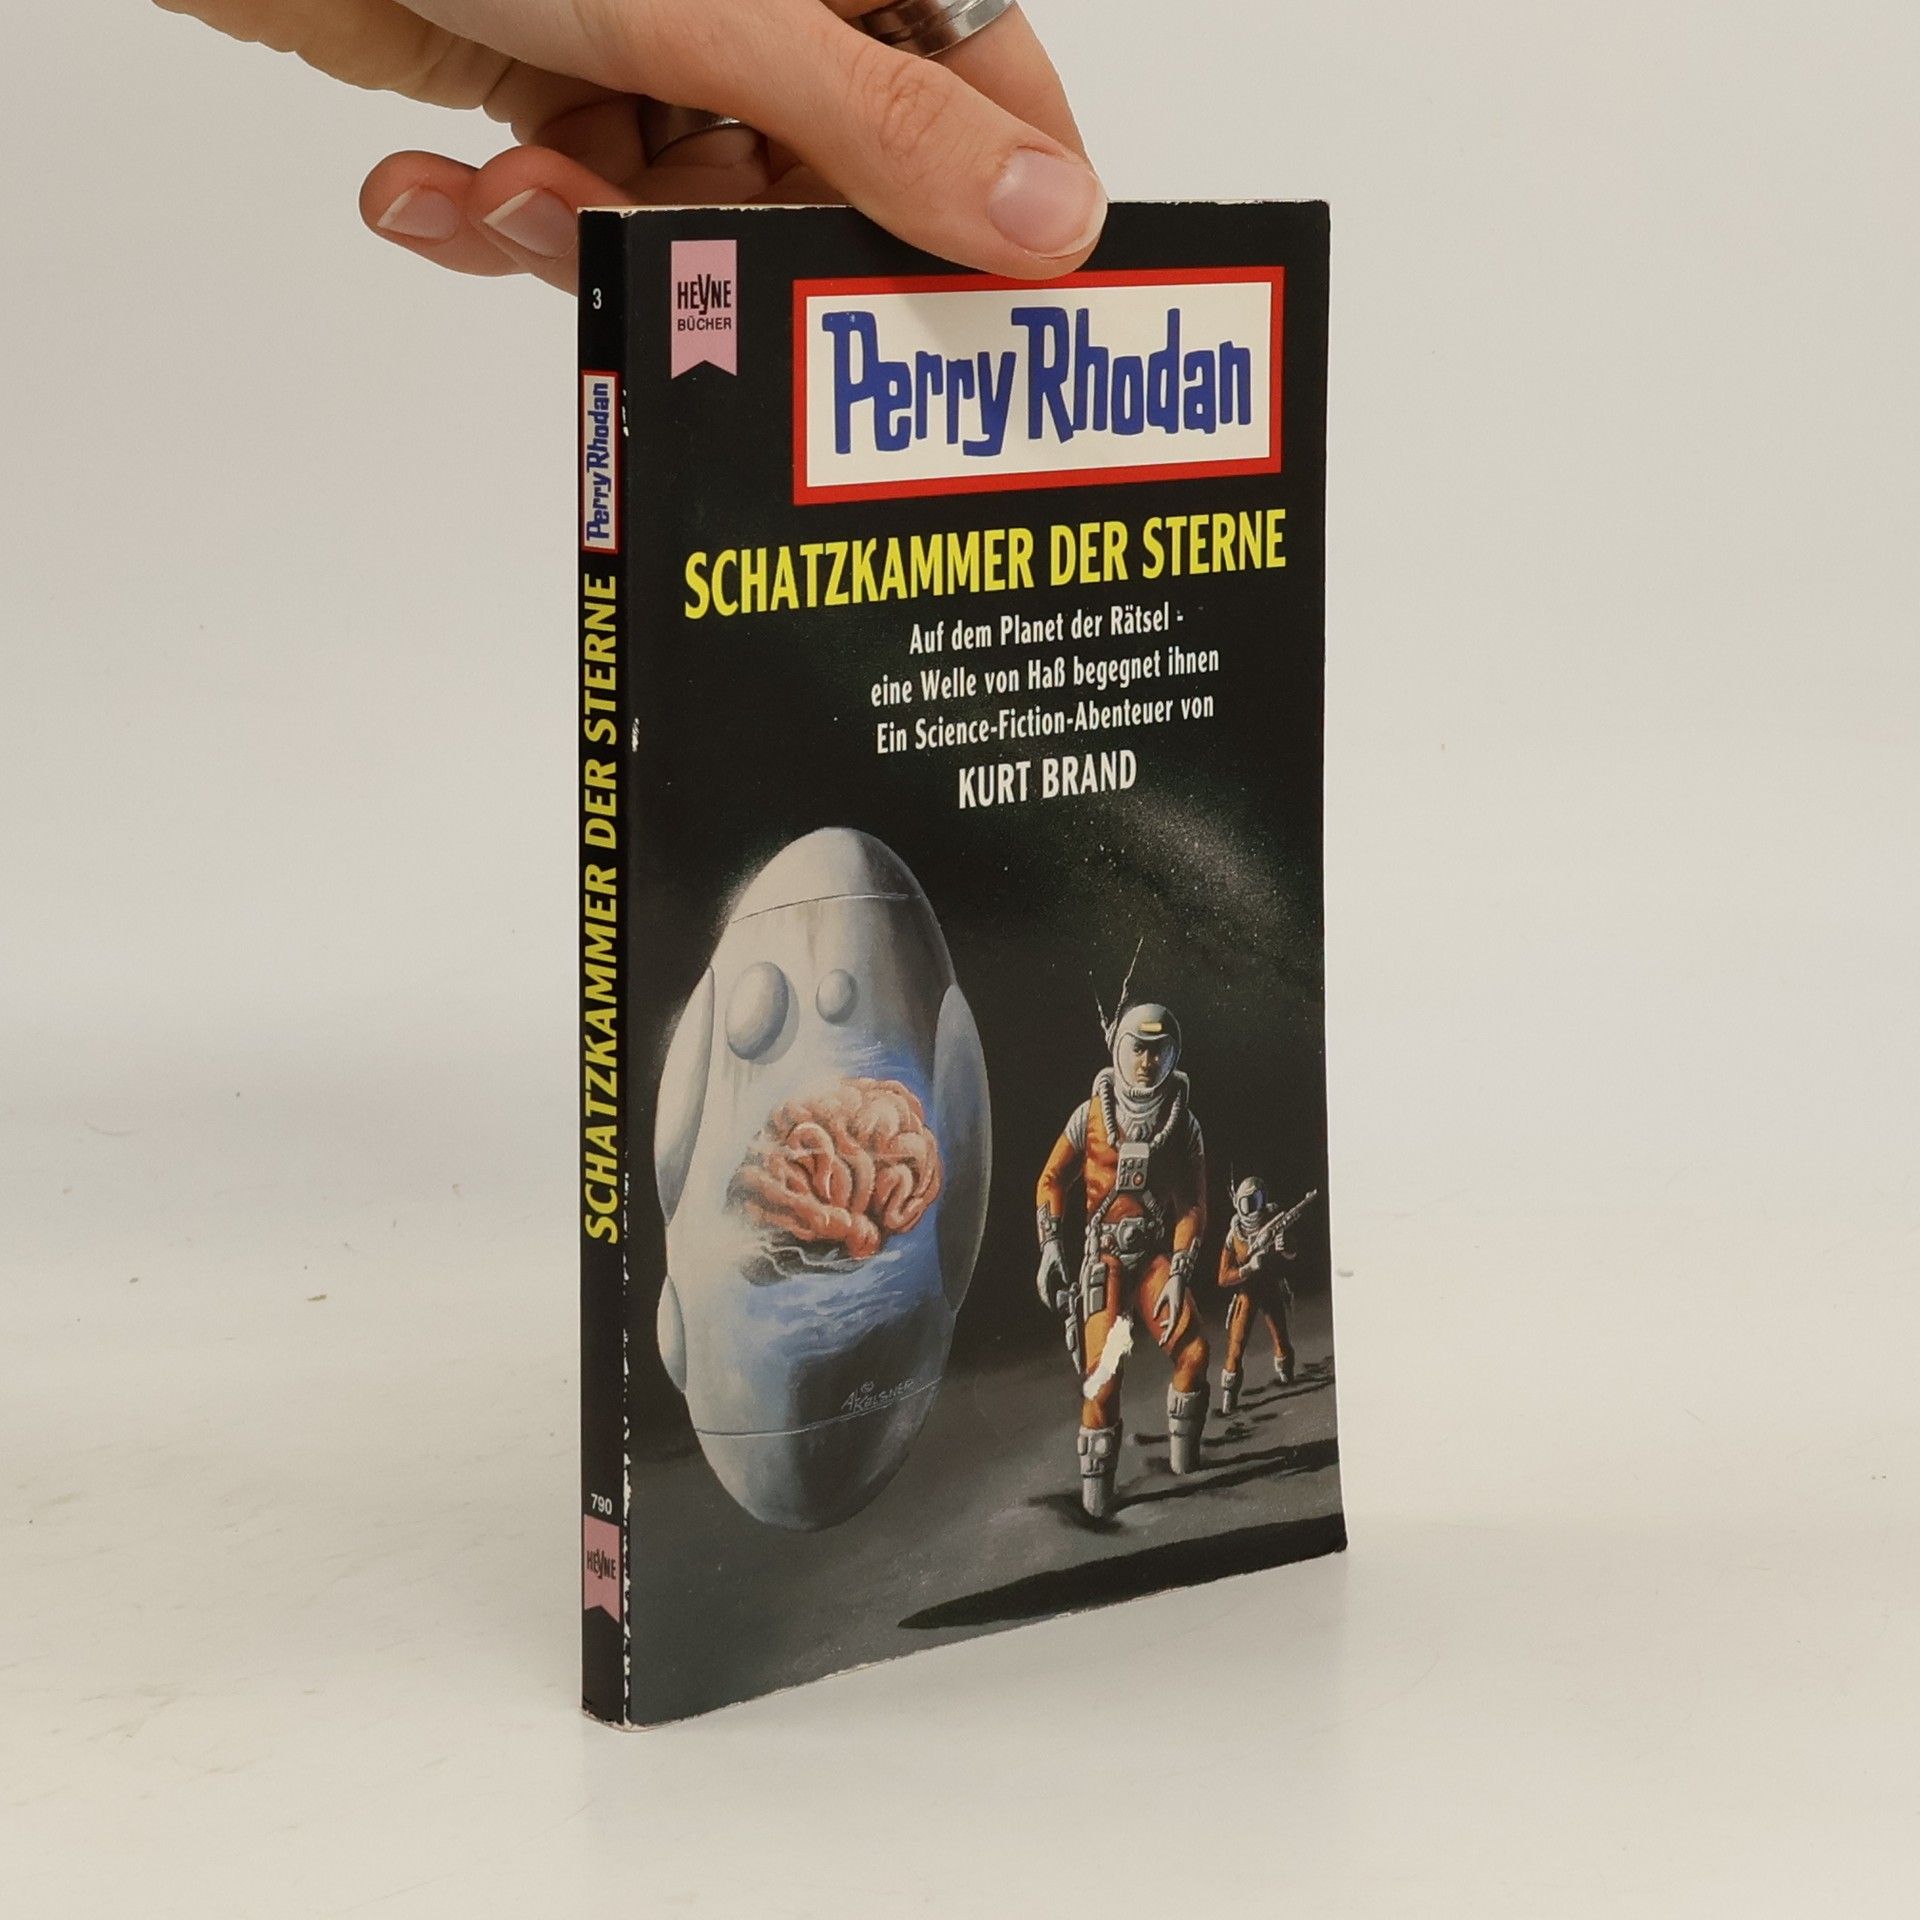 HEYNE
BÜCHER
Perry Rhodan
SCHATZKAMMER DER STERNE
Auf dem Planet der Rätsel -
eine Welle von Haß begegnet ihnen
Ein Science-Fiction-Abenteuer von
KURT BRAND
©
A. KELSNER
3
Perry Rhodan
SCHATZKAMMER DER STERNE
790
HEYNE